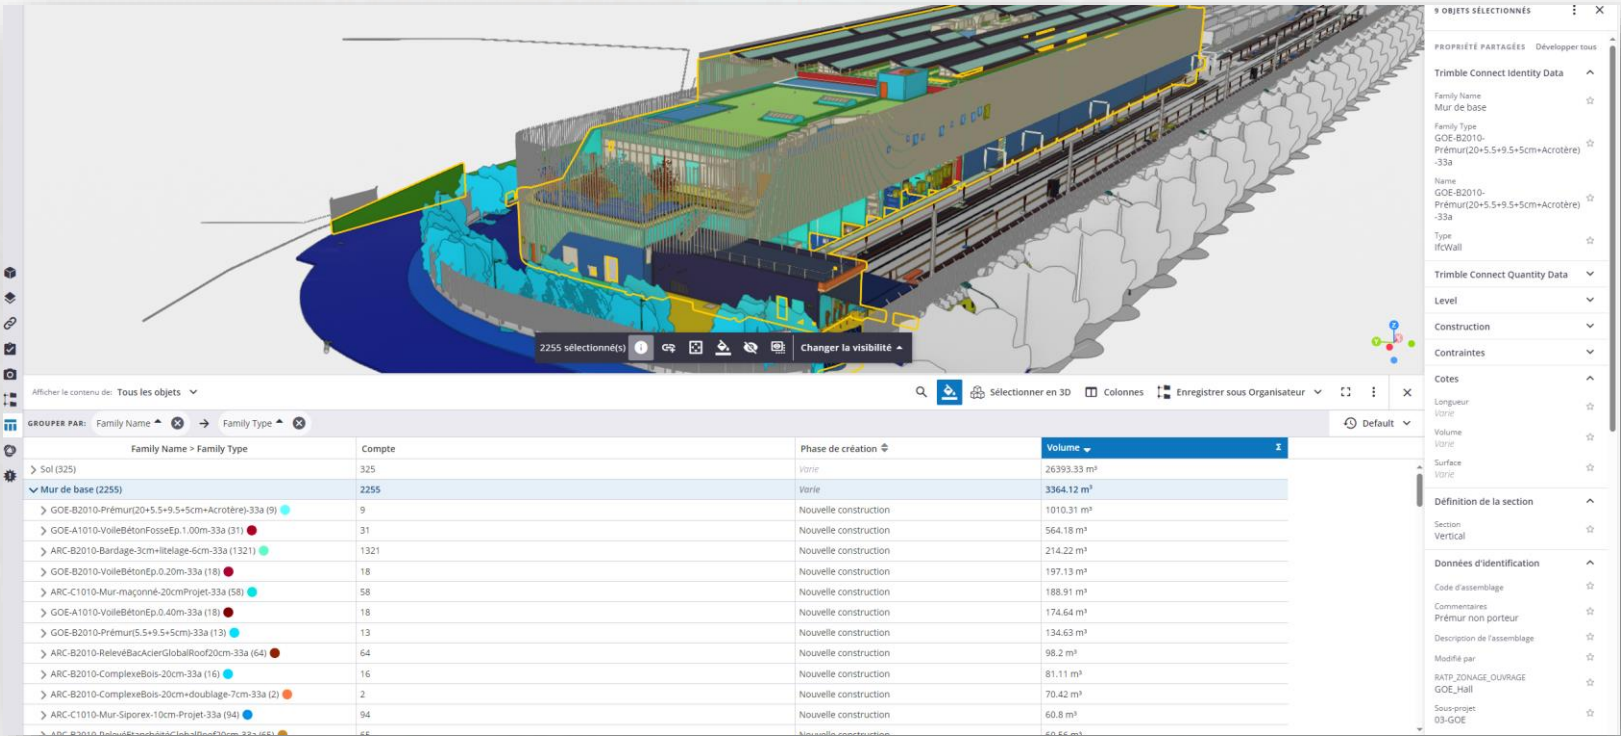 9 OBJETS SÉLECTIONNÉS
PROPRIÉTÉ PARTAGÉES Développer tous
Trimble Connect Identity Data
Family Name
Mur de base
Family Type
GOE-B2010-
Prémur(20+5.5+9.5+5cm+Acrotère)
-33a
Name
GOE-B2010-
Prémur(20+5.5+9.5+5cm+Acrotère)
-33a
Type
IfcWall
Trimble Connect Quantity Data
Level
Construction
Contraintes
Cotes
Longueur
Varie
Volume
Varie
Surface
Varie
Définition de la section
Section
Vertical
Données d'identification
Code d'assemblage
Commentaires
Prémur non porteur
Description de l'assemblage
Modifié par
RATP_ZONAGE_OUVRAGE
GOE_Hall
Sous-projet
03-GOE
2255 sélectionné(s) Changer la visibilité
Afficher le contenu de: Tous les objets Sélectionner en 3D Colonnes Enregistrer sous Organisateur
GROUPER PAR: Family Name Family Type Default
Family Name > Family Type Compte Phase de création Volume Σ
Sol (325) 325 Varie 26393.33 m³
Mur de base (2255) 2255 Varie 3364.12 m³
GOE-B2010-Prémur(20+5.5+9.5+5cm+Acrotère)-33a (9) 9 Nouvelle construction 1010.31 m³
GOE-A1010-VoileBétonFosseEp.1.00m-33a (31) 31 Nouvelle construction 564.18 m³
ARC-B2010-Bardage-3cm+litelage-6cm-33a (1321) 1321 Nouvelle construction 214.22 m³
GOE-B2010-VoileBétonEp.0.20m-33a (18) 18 Nouvelle construction 197.13 m³
ARC-C1010-Mur-maçonné-20cmProjet-33a (58) 58 Nouvelle construction 188.91 m³
GOE-A1010-VoileBétonEp.0.40m-33a (18) 18 Nouvelle construction 174.64 m³
GOE-B2010-Prémur(5.5+9.5+5cm)-33a (13) 13 Nouvelle construction 134.63 m³
ARC-B2010-RelevéBacAcierGlobalRoof20cm-33a (64) 64 Nouvelle construction 98.2 m³
ARC-B2010-ComplexeBois-20cm-33a (16) 16 Nouvelle construction 81.11 m³
ARC-B2010-ComplexeBois-20cm+doublage-7cm-33a (2) 2 Nouvelle construction 70.42 m³
ARC-C1010-Mur-Siporex-10cm-Projet-33a (94) 94 Nouvelle construction 60.8 m³